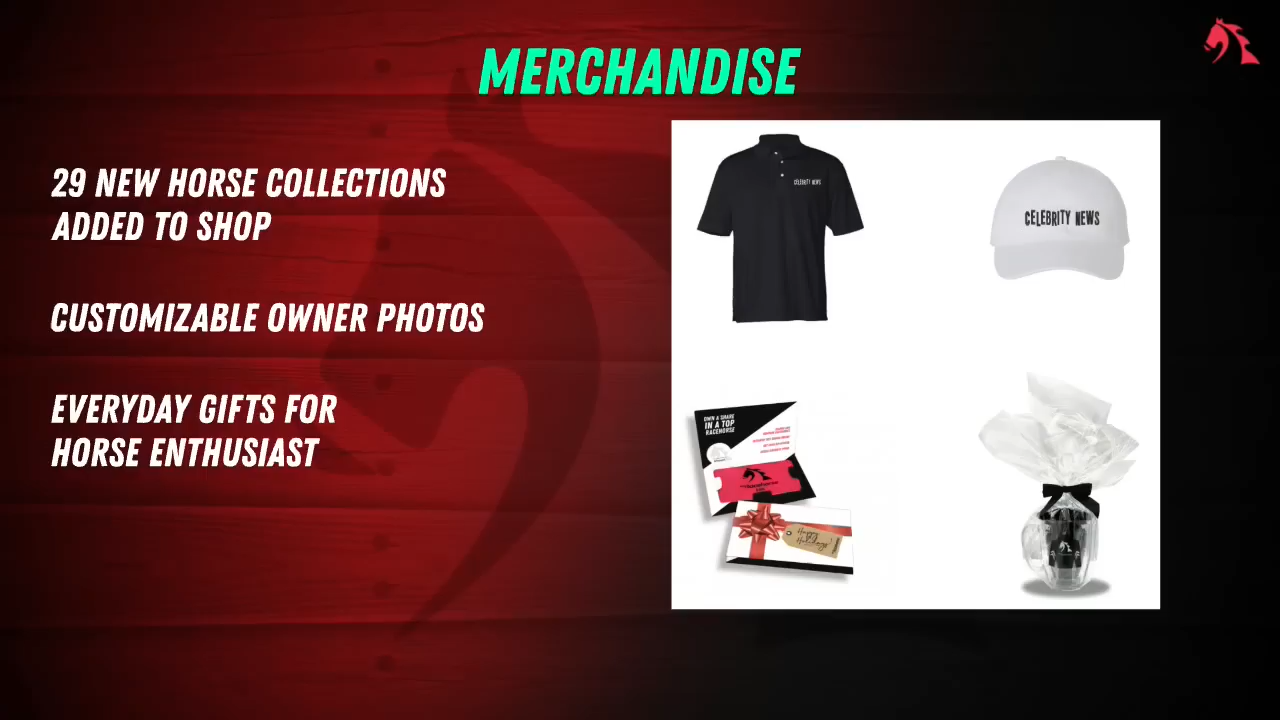 MERCHANDISE
29 NEW HORSE COLLECTIONS
ADDED TO SHOP
CUSTOMIZABLE OWNER PHOTOS
EVERYDAY GIFTS FOR
HORSE ENTHUSIAST
CELEBRITY NEWS
CELEBRITY NEWS
OWN A SHARE
IN A TOP
RACEHORSE
Happy
Holidays!